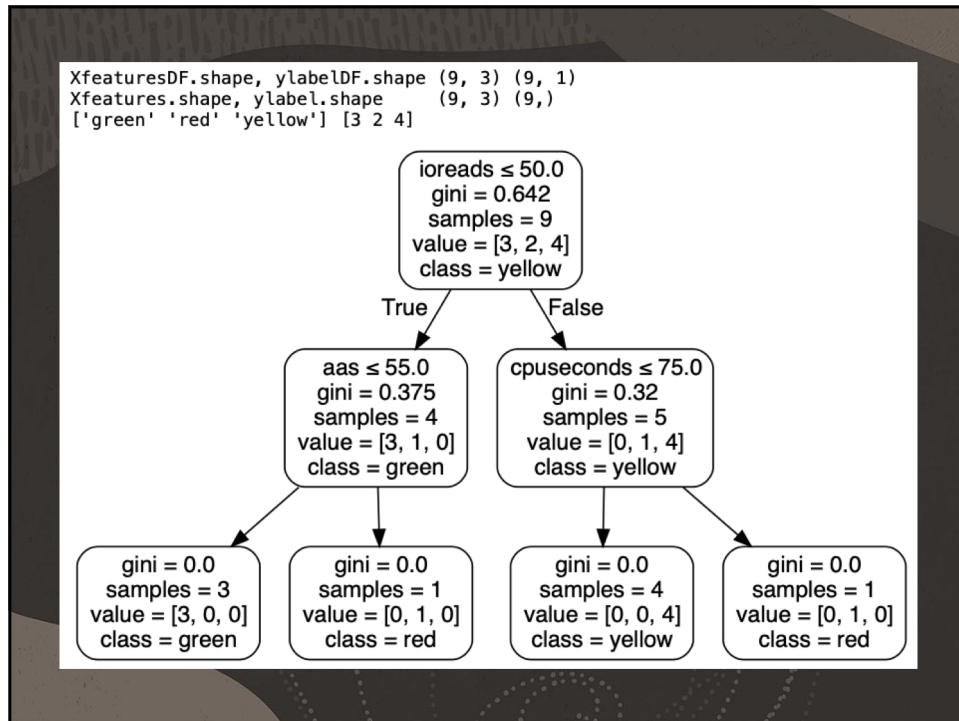 XfeaturesDF.shape, ylabelDF.shape (9, 3) (9, 1)
Xfeatures.shape, ylabel.shape     (9, 3) (9,)
['green' 'red' 'yellow'] [3 2 4]
ioreads ≤ 50.0
gini = 0.642
samples = 9
value = [3, 2, 4]
class = yellow
True
False
aas ≤ 55.0
gini = 0.375
samples = 4
value = [3, 1, 0]
class = green
cpuseconds ≤ 75.0
gini = 0.32
samples = 5
value = [0, 1, 4]
class = yellow
gini = 0.0
samples = 3
value = [3, 0, 0]
class = green
gini = 0.0
samples = 1
value = [0, 1, 0]
class = red
gini = 0.0
samples = 4
value = [0, 0, 4]
class = yellow
gini = 0.0
samples = 1
value = [0, 1, 0]
class = red